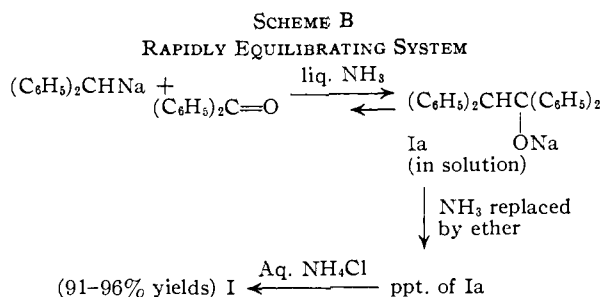 SCHEME B
RAPIDLY EQUILIBRATING SYSTEM
(C6H5)2CHNa + (C6H5)2C=O liq. NH3 (C6H5)2CHC(C6H5)2
ONa
Ia
(in solution)
NH3 replaced
by ether
(91–96% yields) I Aq. NH4Cl ppt. of Ia